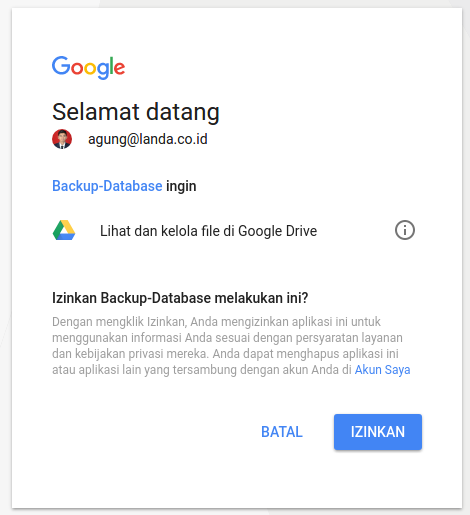 Google
Selamat datang
agung@landa.co.id
Backup-Database ingin
Lihat dan kelola file di Google Drive
Izinkan Backup-Database melakukan ini?
Dengan mengklik Izinkan, Anda mengizinkan aplikasi ini untuk
menggunakan informasi Anda sesuai dengan persyaratan layanan
dan kebijakan privasi mereka. Anda dapat menghapus aplikasi ini
atau aplikasi lain yang tersambung dengan akun Anda di Akun Saya
BATAL IZINKAN